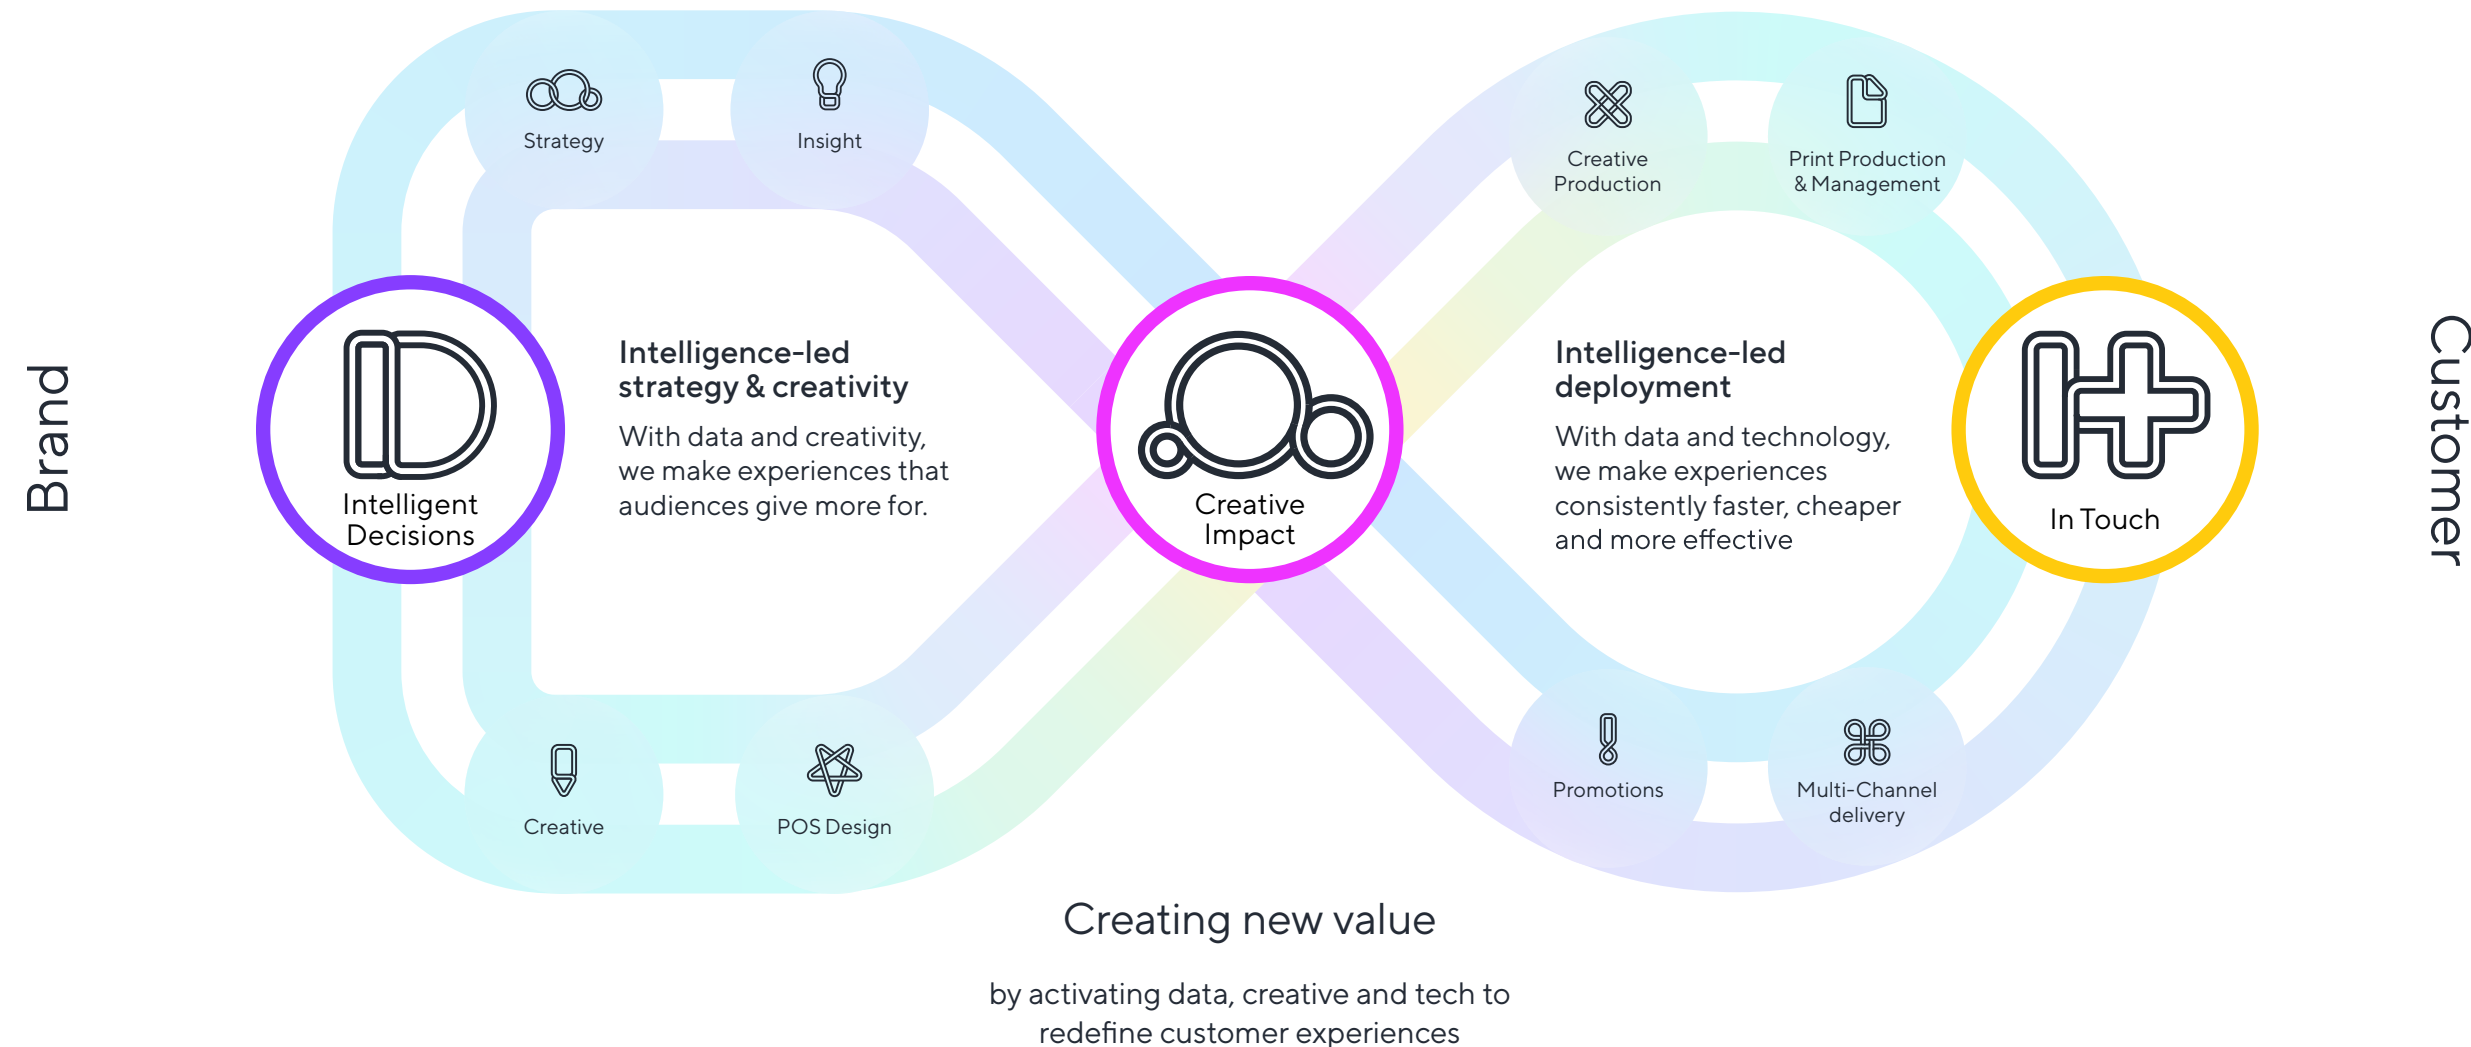 Brand
Strategy
Insight
Intelligent
Decisions
Intelligence-led
strategy & creativity
With data and creativity,
we make experiences that
audiences give more for.
Creative
POS Design
Creative
Impact
Creative
Production
Print Production
& Management
Intelligence-led
deployment
With data and technology,
we make experiences
consistently faster, cheaper
and more effective
In Touch
Promotions
Multi-Channel
delivery
Customer
Creating new value
by activating data, creative and tech to
redefine customer experiences